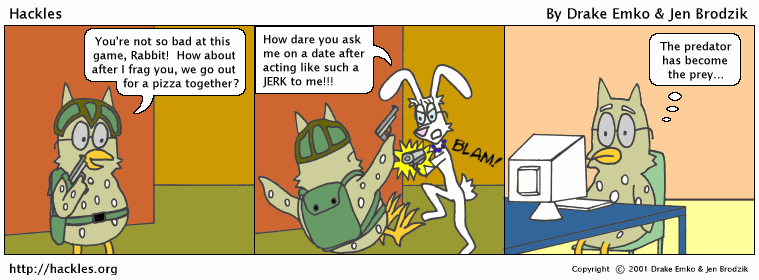 Hackles
By Drake Emko & Jen Brodzik
You're not so bad at this
game, Rabbit!  How about
after I frag you, we go out
for a pizza together?
How dare you ask
me on a date after
acting like such a
JERK to me!!!
BLAM!
The predator
has become
the prey...
http://hackles.org
Copyright © 2001 Drake Emko & Jen Brodzik